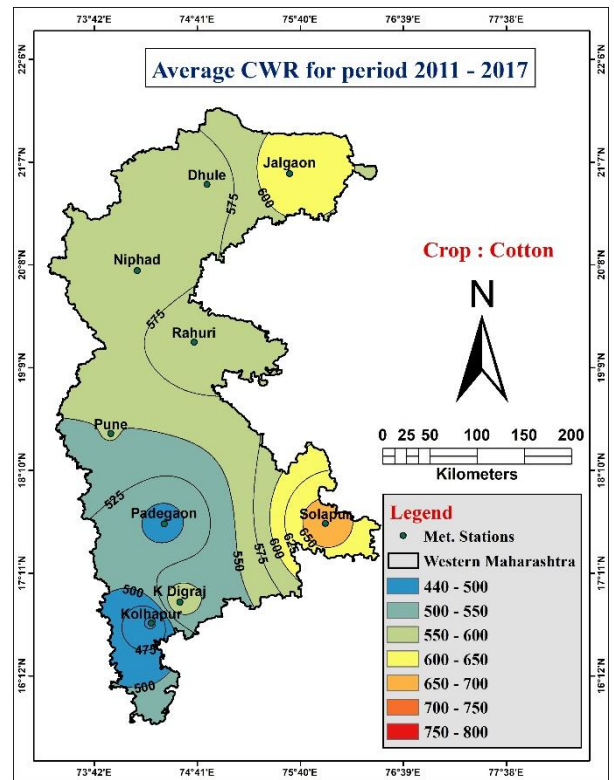 73°42'E 74°41'E 75°40'E 76°39'E 77°38'E
Average CWR for period 2011 - 2017
22°6'N 22°6'N
21°7'N 21°7'N
20°8'N 20°8'N
19°9'N 19°9'N
18°10'N 18°10'N
17°11'N 17°11'N
16°12'N 16°12'N
Jalgaon
Dhule
600
575
Niphad
Crop : Cotton
N
575
Rahuri
Pune
0 25 50 100 150 200
Kilometers
525
Padegaon
Solapur
550
575
600
625
650
500
K Digraj
Kolhapur
475
500
Legend
Met. Stations
Western Maharashtra
440 - 500
500 - 550
550 - 600
600 - 650
650 - 700
700 - 750
750 - 800
73°42'E 74°41'E 75°40'E 76°39'E 77°38'E